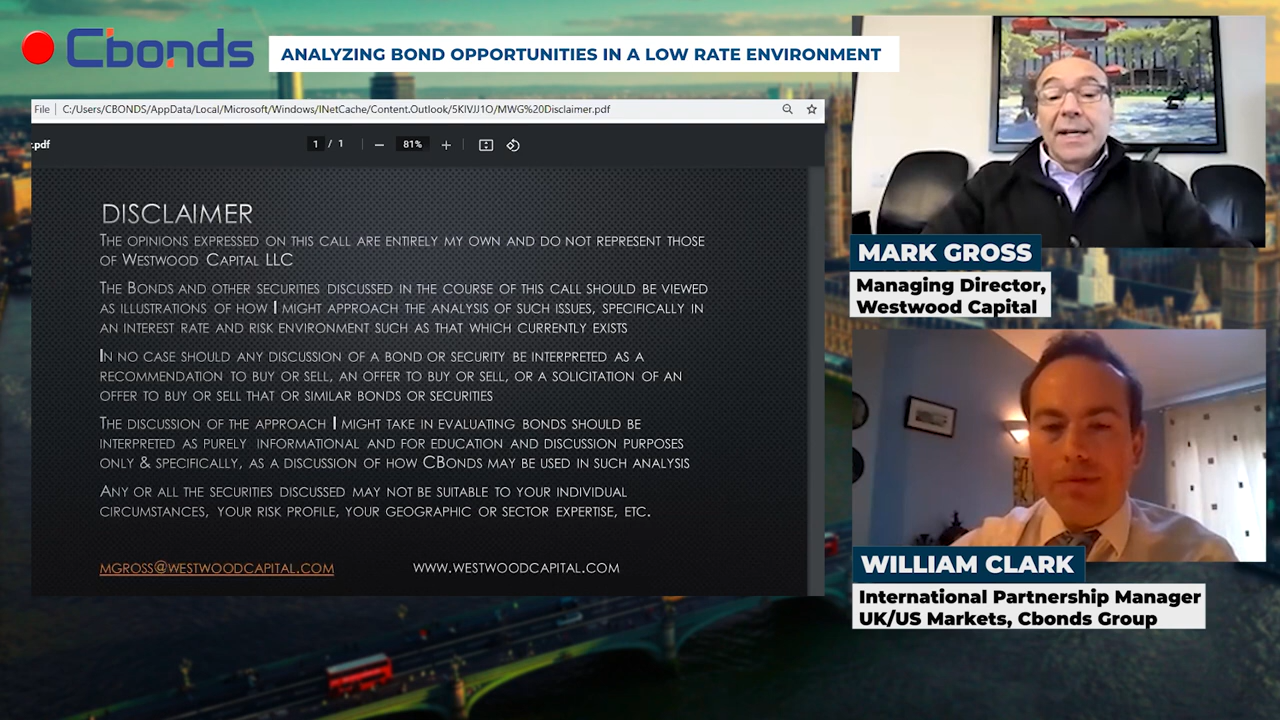 Cbonds
ANALYZING BOND OPPORTUNITIES IN A LOW RATE ENVIRONMENT
File | C:/Users/CBONDS/AppData/Local/Microsoft/Windows/INetCache/Content.Outlook/5KIVJJ1O/MWG%20Disclaimer.pdf
r.pdf
1 / 1 | — 81% +
DISCLAIMER
THE OPINIONS EXPRESSED ON THIS CALL ARE ENTIRELY MY OWN AND DO NOT REPRESENT THOSE
OF WESTWOOD CAPITAL LLC
THE BONDS AND OTHER SECURITIES DISCUSSED IN THE COURSE OF THIS CALL SHOULD BE VIEWED
AS ILLUSTRATIONS OF HOW I MIGHT APPROACH THE ANALYSIS OF SUCH ISSUES, SPECIFICALLY IN
AN INTEREST RATE AND RISK ENVIRONMENT SUCH AS THAT WHICH CURRENTLY EXISTS
IN NO CASE SHOULD ANY DISCUSSION OF A BOND OR SECURITY BE INTERPRETED AS A
RECOMMENDATION TO BUY OR SELL, AN OFFER TO BUY OR SELL, OR A SOLICITATION OF AN
OFFER TO BUY OR SELL THAT OR SIMILAR BONDS OR SECURITIES
THE DISCUSSION OF THE APPROACH I MIGHT TAKE IN EVALUATING BONDS SHOULD BE
INTERPRETED AS PURELY INFORMATIONAL AND FOR EDUCATION AND DISCUSSION PURPOSES
ONLY & SPECIFICALLY, AS A DISCUSSION OF HOW CBONDS MAY BE USED IN SUCH ANALYSIS
ANY OR ALL THE SECURITIES DISCUSSED MAY NOT BE SUITABLE TO YOUR INDIVIDUAL
CIRCUMSTANCES, YOUR RISK PROFILE, YOUR GEOGRAPHIC OR SECTOR EXPERTISE, ETC.
MGROSS@WESTWOODCAPITAL.COM
WWW.WESTWOODCAPITAL.COM
MARK GROSS
Managing Director,
Westwood Capital
WILLIAM CLARK
International Partnership Manager
UK/US Markets, Cbonds Group